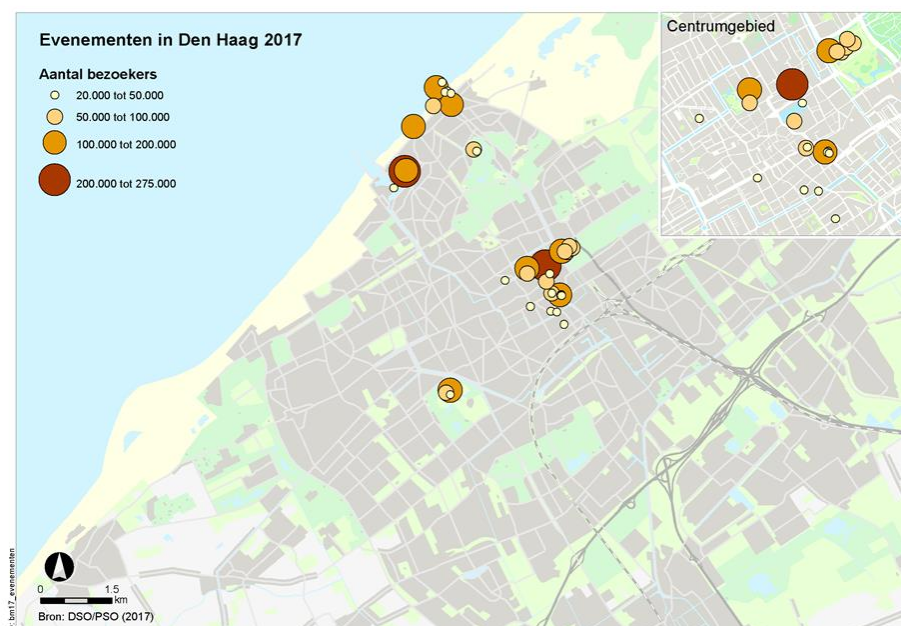 Evenementen in Den Haag 2017
Centrumgebied
Aantal bezoekers
20.000 tot 50.000
50.000 tot 100.000
100.000 tot 200.000
200.000 tot 275.000
0 1.5
km
Bron: DSO/PSO (2017)
bm17_evenementen